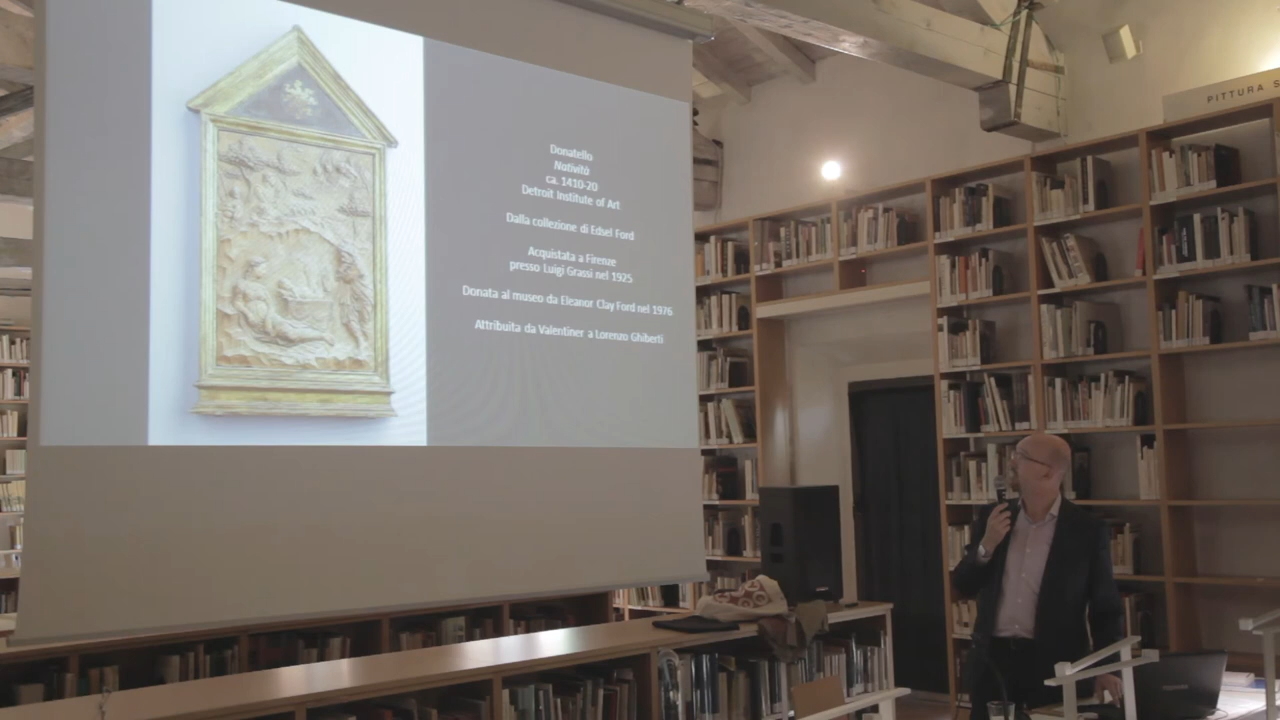 Donatello
Natività
ca. 1410-20
Detroit Institute of Art
Dalla collezione di Edsel Ford
Acquistata a Firenze
presso Luigi Grassi nel 1925
Donata al museo da Eleanor Clay Ford nel 1976
Attribuita da Valentiner a Lorenzo Ghiberti
PITTURA S